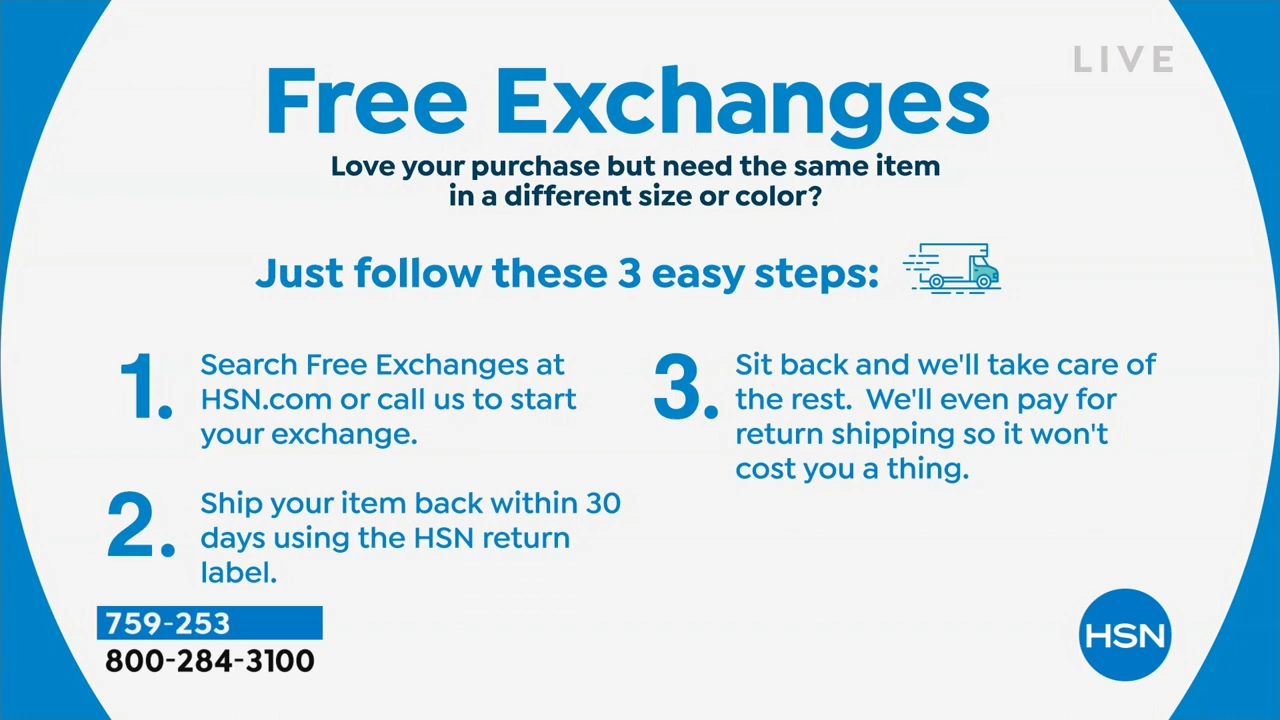 LIVE
Free Exchanges
Love your purchase but need the same item
in a different size or color?
Just follow these 3 easy steps:
1. Search Free Exchanges at
HSN.com or call us to start
your exchange.
2. Ship your item back within 30
days using the HSN return
label.
3. Sit back and we'll take care of
the rest. We'll even pay for
return shipping so it won't
cost you a thing.
759-253
800-284-3100
HSN